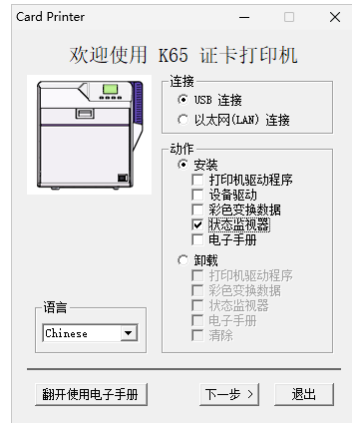 Card Printer
欢迎使用 K65 证卡打印机
连接
USB 连接
以太网(LAN) 连接
动作
安装
打印机驱动程序
设备驱动
彩色变换数据
状态监视器
电子手册
卸载
打印机驱动程序
彩色变换数据
状态监视器
电子手册
清除
语言
Chinese
翻开使用电子手册
下一步 >
退出